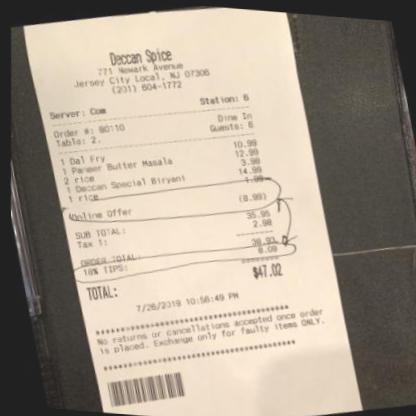 Deccan Spice
771 Newark Avenue
Jersey City Local, NJ 07306
(201) 604-1772
Server: Com Station: 6
Order #: 80110 Dine In
Table: 2. Guests: 6
1 Dal Fry 10.99
1 Paneer Butter Masala 12.99
2 rice 3.98
1 Deccan Special Biryani 14.99
1 rice 1.99
Online Offer (8.99)
SUB TOTAL: 35.95
Tax 1: 2.98
ORDER TOTAL: 38.93
18% TIPS: 8.09
TOTAL: $47.02
7/26/2019 10:56:49 PM
No returns or cancellations accepted once order
is placed. Exchange only for faulty items ONLY.